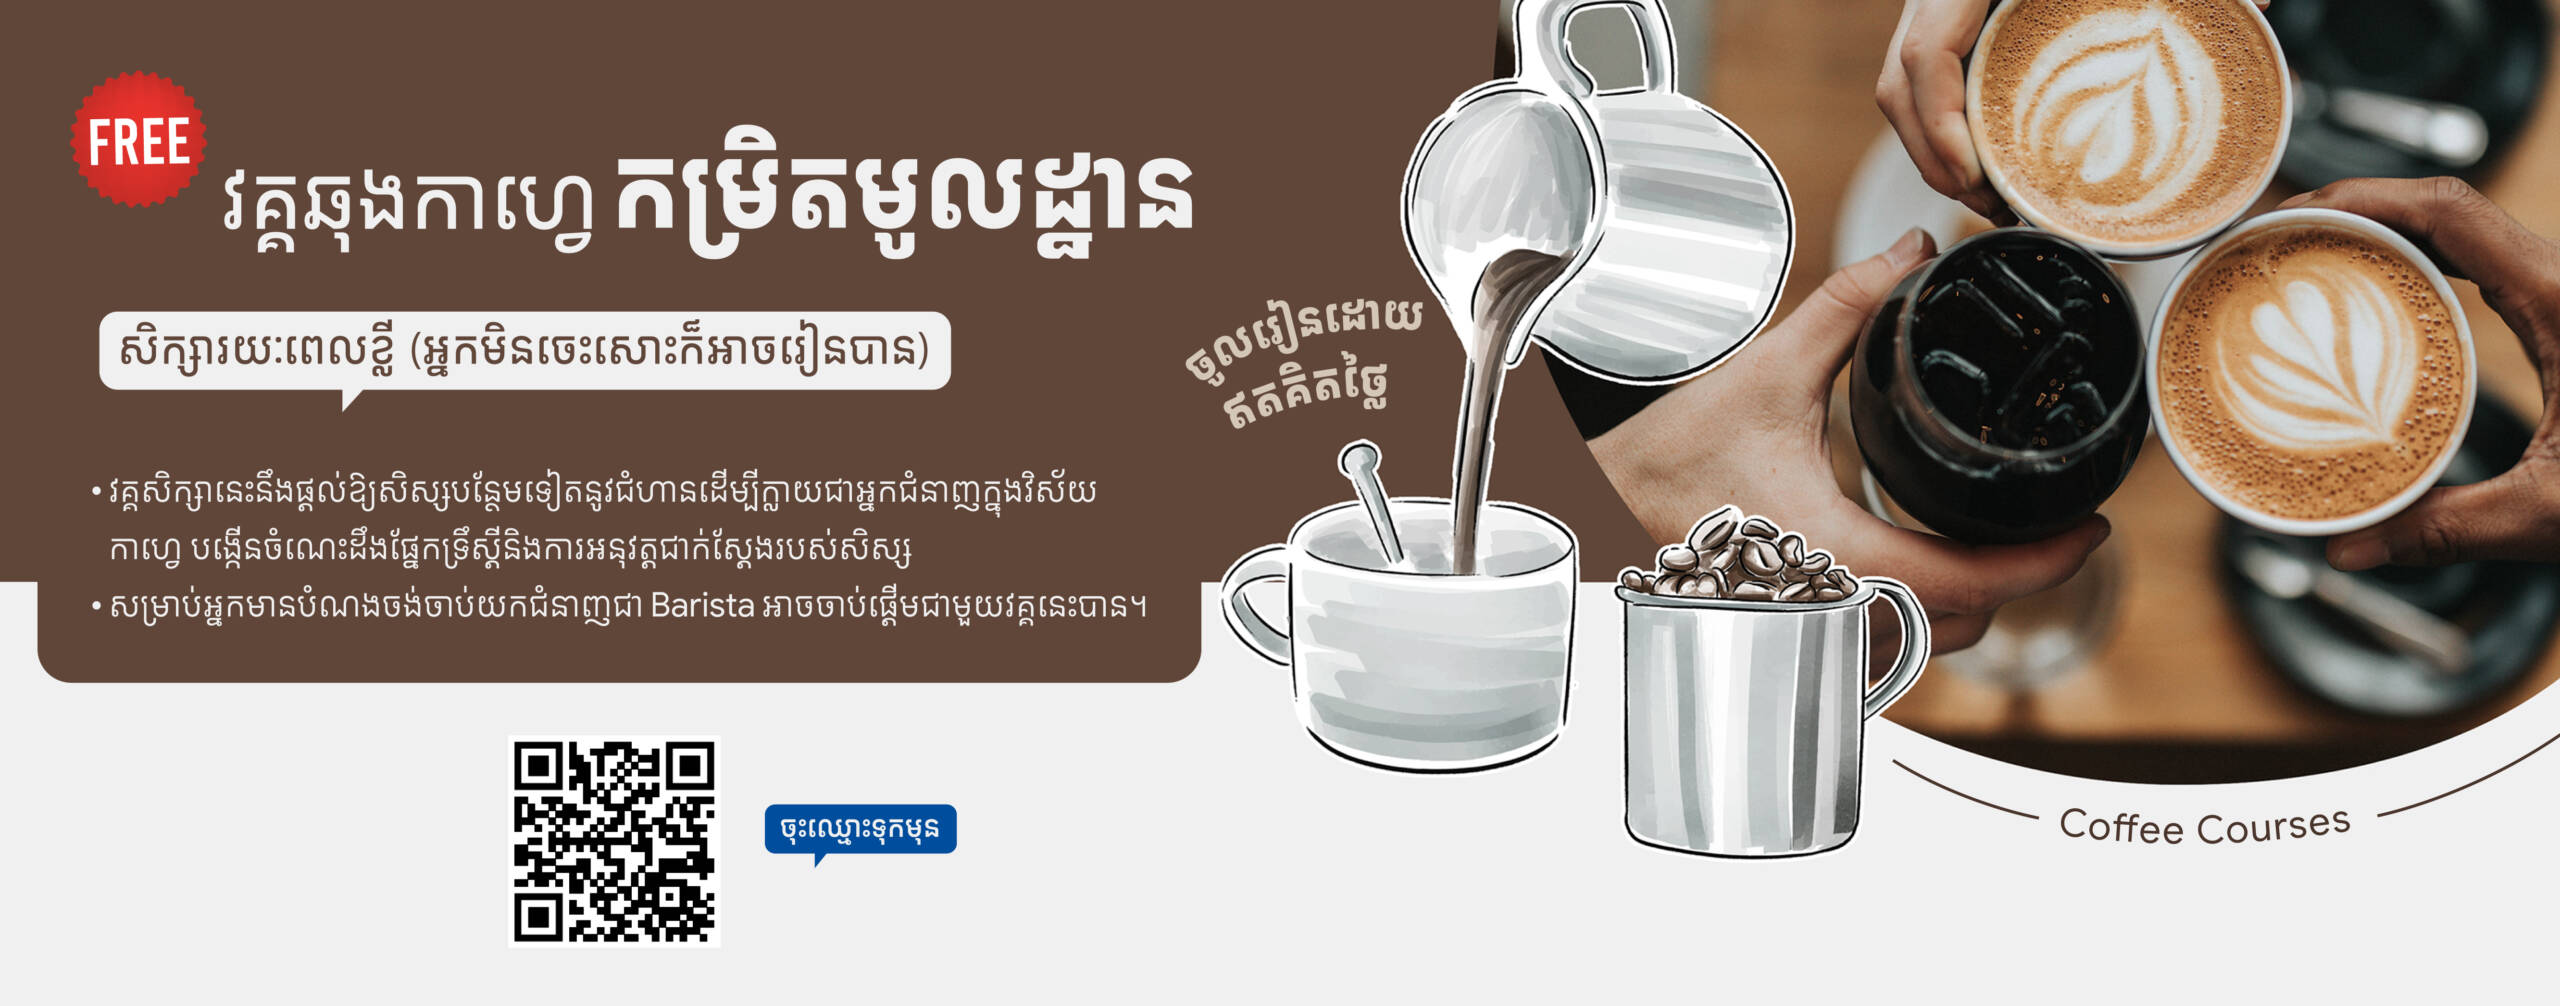 FREE
វគ្គឆុងកាហ្វេ កម្រិតមូលដ្ឋាន
សិក្សារយ:ពេលខ្លី (អ្នកមិនចេះសោះក៏អាចរៀនបាន)
ចូលរៀនដោយ
ឥតគិតថ្លៃ
• វគ្គសិក្សានេះនឹងផ្តល់ឱ្យសិស្សបន្ថែមទៀតនូវជំហានដើម្បីក្លាយជាអ្នកជំនាញក្នុងវិស័យ
កាហ្វេ បង្កើនចំណេះដឹងផ្នែកទ្រឹស្តីនិងការអនុវត្តជាក់ស្តែងរបស់សិស្ស
• សម្រាប់អ្នកមានបំណងចង់ចាប់យកជំនាញជា Barista អាចចាប់ផ្តើមជាមួយវគ្គនេះបាន។
ចុះឈ្មោះទុកមុន
Coffee Courses